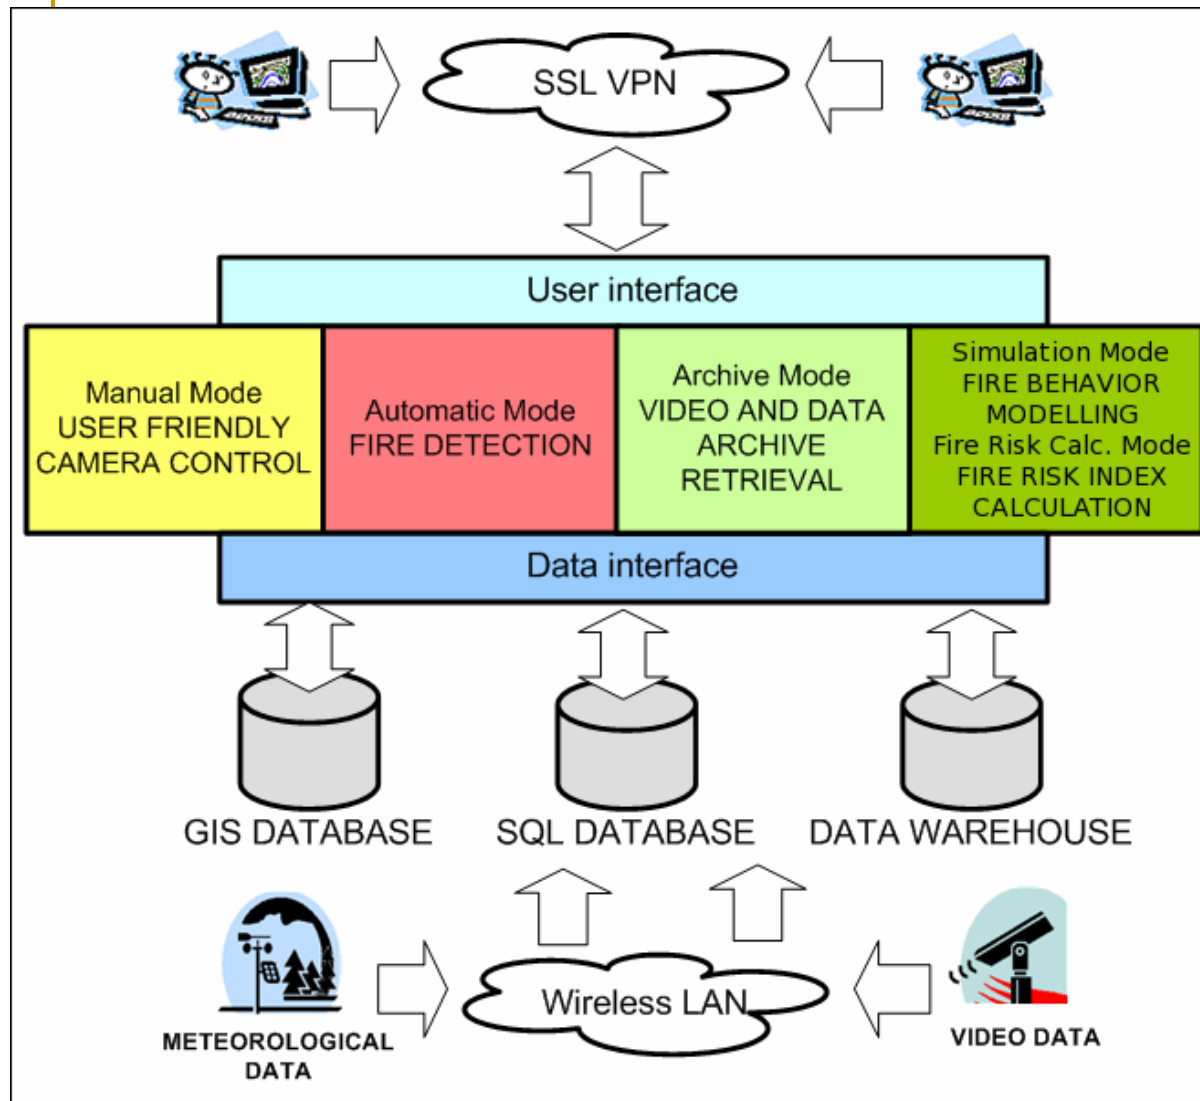 SSL VPN
User interface
Manual Mode
USER FRIENDLY
CAMERA CONTROL
Automatic Mode
FIRE DETECTION
Archive Mode
VIDEO AND DATA
ARCHIVE
RETRIEVAL
Simulation Mode
FIRE BEHAVIOR
MODELLING
Fire Risk Calc. Mode
FIRE RISK INDEX
CALCULATION
Data interface
GIS DATABASE
SQL DATABASE
DATA WAREHOUSE
Wireless LAN
METEOROLOGICAL
DATA
VIDEO DATA